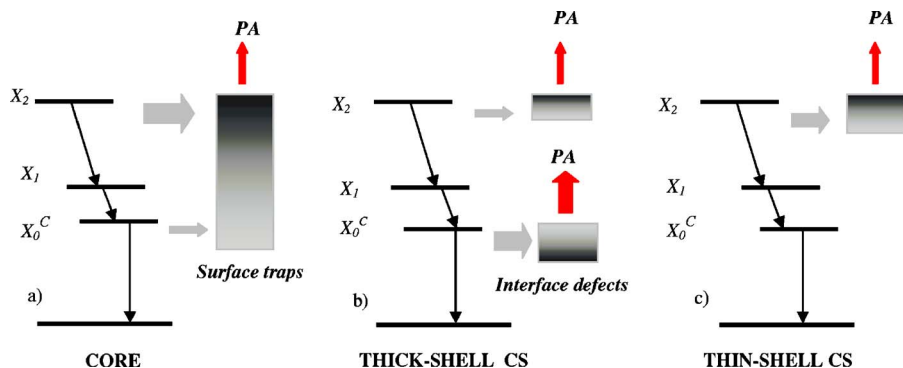 PA
X₂
X₁
X₀ᶜ
Surface traps
a)
CORE
PA
X₂
PA
X₁
X₀ᶜ
Interface defects
b)
THICK-SHELL CS
PA
X₂
X₁
X₀ᶜ
c)
THIN-SHELL CS